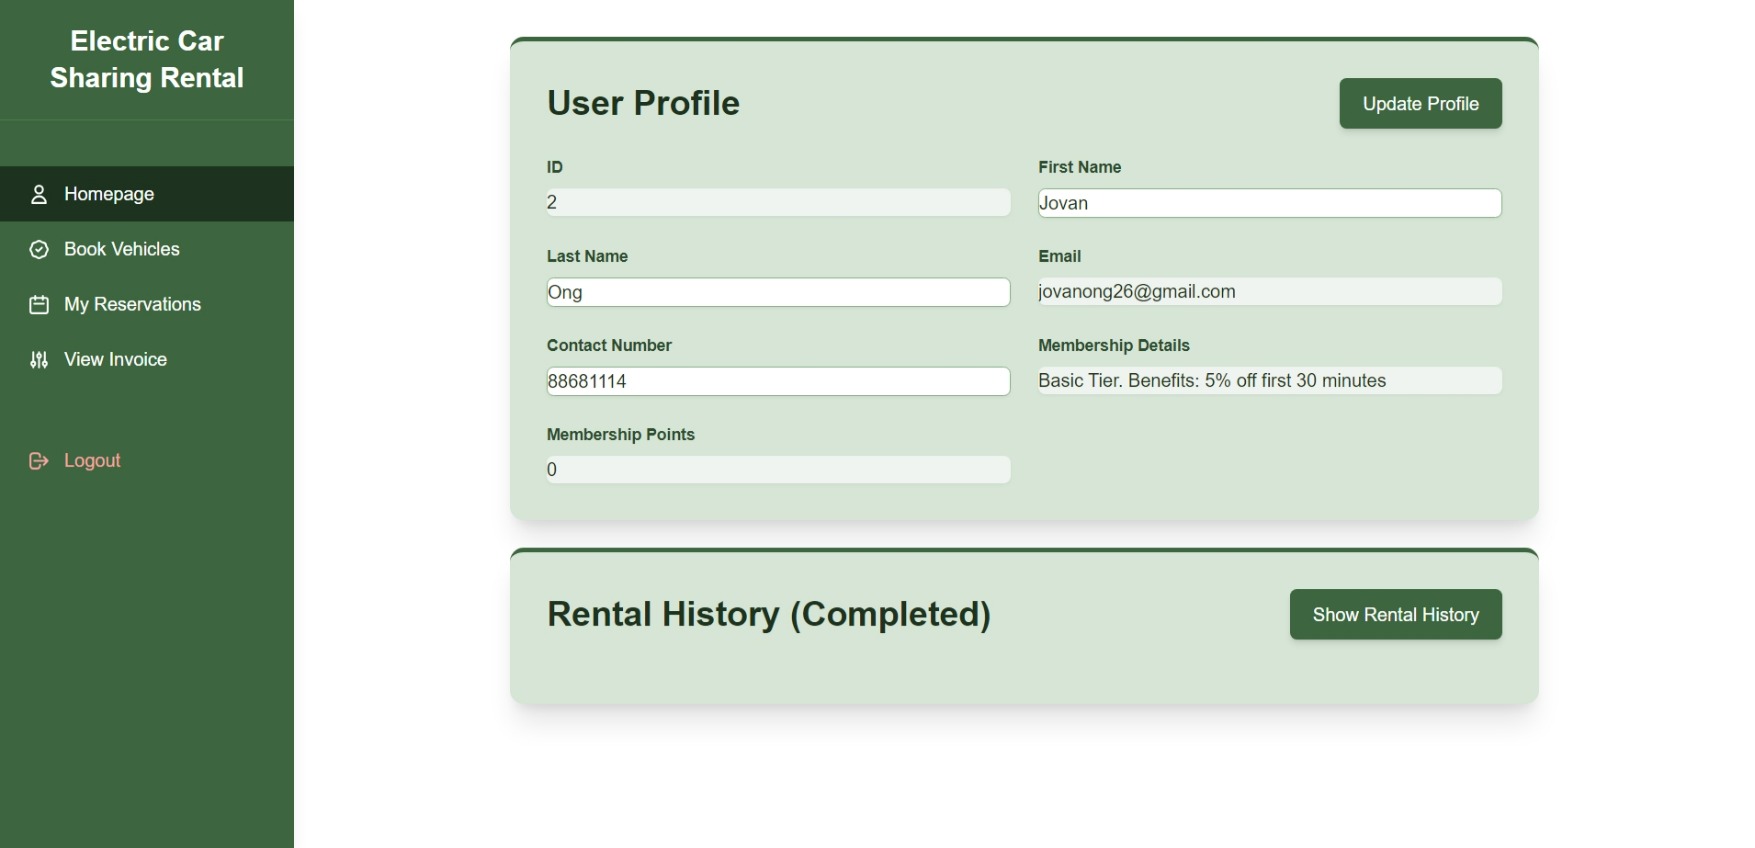 Electric Car
Sharing Rental
Homepage
Book Vehicles
My Reservations
View Invoice
Logout
User Profile
Update Profile
ID
2
First Name
Jovan
Last Name
Ong
Email
jovanong26@gmail.com
Contact Number
88681114
Membership Details
Basic Tier. Benefits: 5% off first 30 minutes
Membership Points
0
Rental History (Completed)
Show Rental History